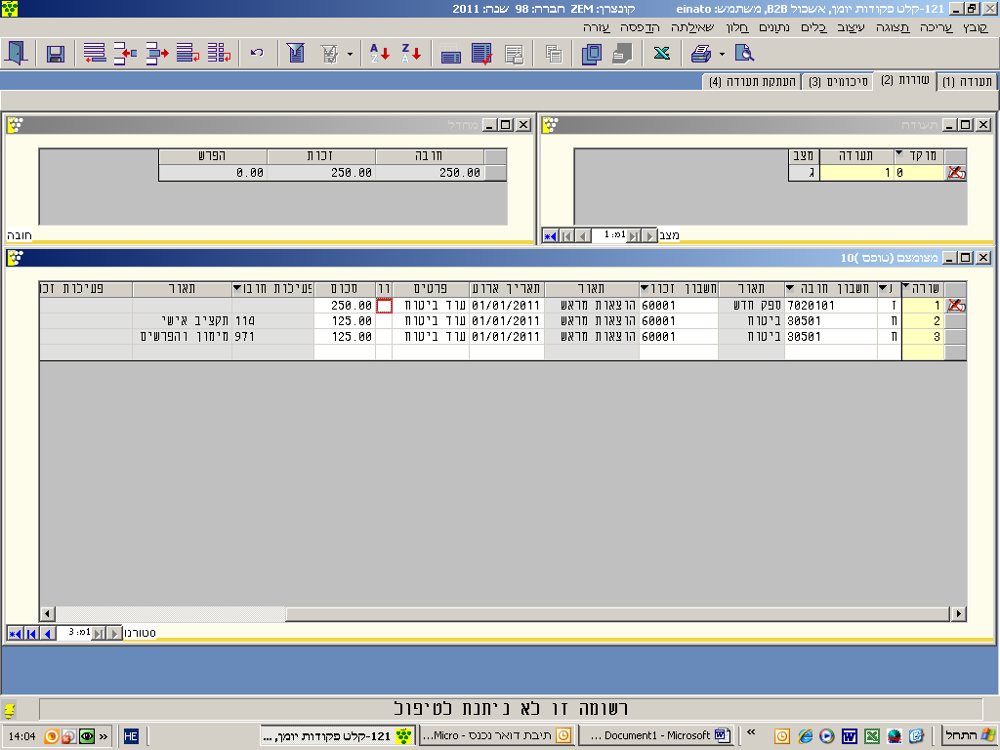 121-קלט פקודות יומן, אשכול B2B, משתמש: einato קונצרן: ZEM חברה: 98 שנה: 2011
קובץ עריכה תצוגה עיצוב כלים נתונים חלון שאילתה הדפסה עזרה
תעודה (1) שורות (2) סיכומים (3) העתקת תעודה (4)
תעודה
מוקד תעודה מצב
0 1 ג
1מ: 1
מצב
מחדל
חובה זכות הפרש
250.00 250.00 0.00
חובה
מצומצם (טופס )10
שורה חשבון חובה תאור חשבון זכות תאור תאריך ארוע פרטים סכום פעילות חובו תאור פעילות זכו
1 ז 7020101 ספק חדש 60001 הוצאות מראש 01/01/2011 עוד ביטוח 250.00
2 ח 30501 ביטוח 60001 הוצאות מראש 01/01/2011 עוד ביטוח 125.00 114 תקציב אישי
3 ח 30501 ביטוח 60001 הוצאות מראש 01/01/2011 עוד ביטוח 125.00 971 מימון והפרשים
1מ: 3
סטורנו
רשומה זו לא ניתנת לטיפול
התחל
Document1 - Microsoft ...
תיבת דואר נכנס - Micro...
121-קלט פקודות יומן, ...
HE
14:04